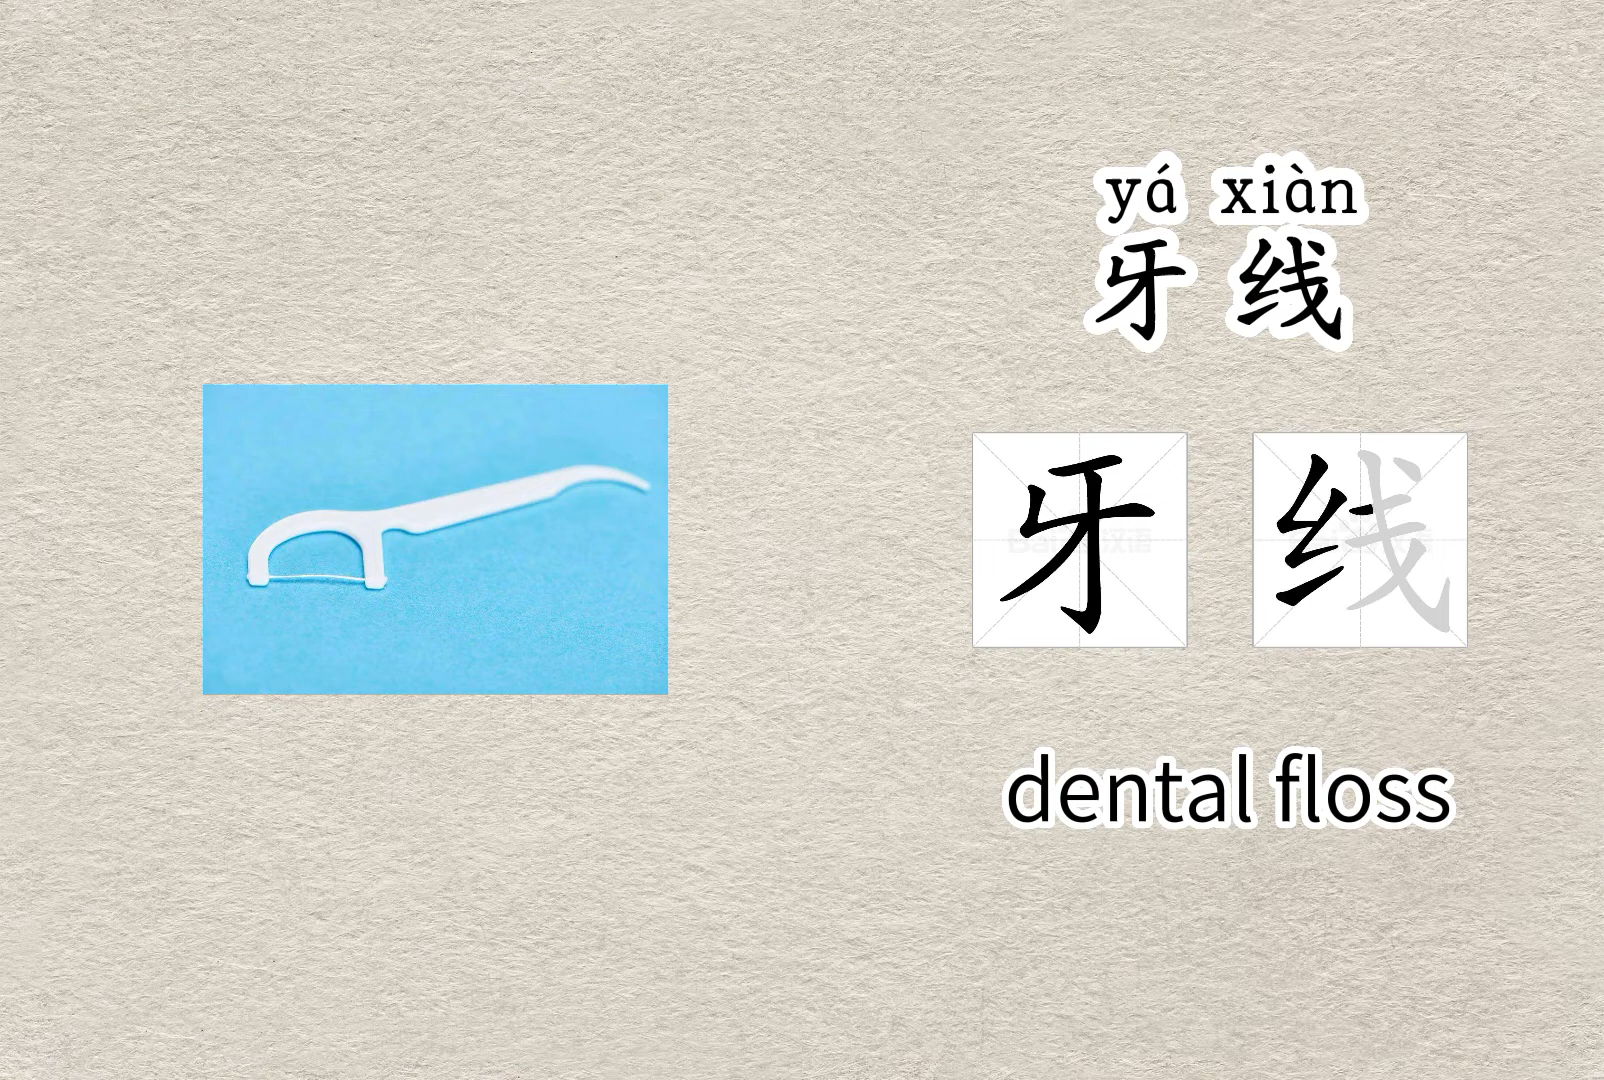 yá xiàn
牙 线
牙 线
dental floss